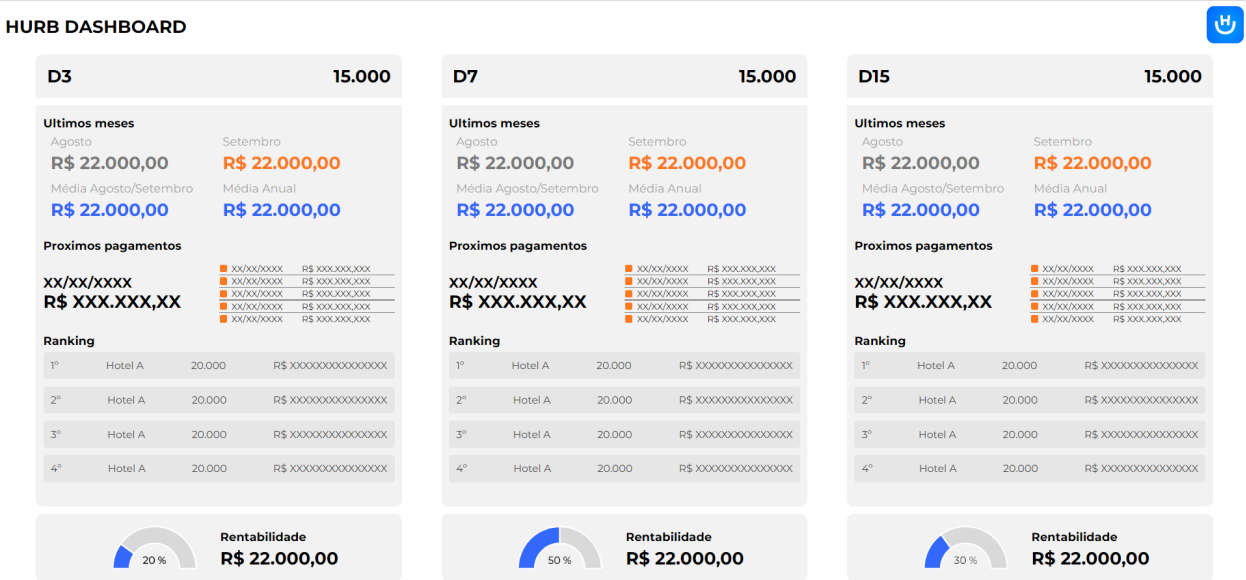 HURB DASHBOARD
H
D3 15.000
Ultimos meses
Agosto Setembro
R$ 22.000,00 R$ 22.000,00
Média Agosto/Setembro Média Anual
R$ 22.000,00 R$ 22.000,00
Proximos pagamentos
XX/XX/XXXX
R$ XXX.XXX,XX
XX/XX/XXXX R$ XXX.XXX,XXX
XX/XX/XXXX R$ XXX.XXX,XXX
XX/XX/XXXX R$ XXX.XXX,XXX
XX/XX/XXXX R$ XXX.XXX,XXX
XX/XX/XXXX R$ XXX.XXX,XXX
Ranking
1º Hotel A 20.000 R$ XXXXXXXXXXXXXXX
2º Hotel A 20.000 R$ XXXXXXXXXXXXXXX
3º Hotel A 20.000 R$ XXXXXXXXXXXXXXX
4º Hotel A 20.000 R$ XXXXXXXXXXXXXXX
20 %
Rentabilidade
R$ 22.000,00
D7 15.000
Ultimos meses
Agosto Setembro
R$ 22.000,00 R$ 22.000,00
Média Agosto/Setembro Média Anual
R$ 22.000,00 R$ 22.000,00
Proximos pagamentos
XX/XX/XXXX
R$ XXX.XXX,XX
XX/XX/XXXX R$ XXX.XXX,XXX
XX/XX/XXXX R$ XXX.XXX,XXX
XX/XX/XXXX R$ XXX.XXX,XXX
XX/XX/XXXX R$ XXX.XXX,XXX
XX/XX/XXXX R$ XXX.XXX,XXX
Ranking
1º Hotel A 20.000 R$ XXXXXXXXXXXXXXX
2º Hotel A 20.000 R$ XXXXXXXXXXXXXXX
3º Hotel A 20.000 R$ XXXXXXXXXXXXXXX
4º Hotel A 20.000 R$ XXXXXXXXXXXXXXX
50 %
Rentabilidade
R$ 22.000,00
D15 15.000
Ultimos meses
Agosto Setembro
R$ 22.000,00 R$ 22.000,00
Média Agosto/Setembro Média Anual
R$ 22.000,00 R$ 22.000,00
Proximos pagamentos
XX/XX/XXXX
R$ XXX.XXX,XX
XX/XX/XXXX R$ XXX.XXX,XXX
XX/XX/XXXX R$ XXX.XXX,XXX
XX/XX/XXXX R$ XXX.XXX,XXX
XX/XX/XXXX R$ XXX.XXX,XXX
XX/XX/XXXX R$ XXX.XXX,XXX
Ranking
1º Hotel A 20.000 R$ XXXXXXXXXXXXXXX
2º Hotel A 20.000 R$ XXXXXXXXXXXXXXX
3º Hotel A 20.000 R$ XXXXXXXXXXXXXXX
4º Hotel A 20.000 R$ XXXXXXXXXXXXXXX
30 %
Rentabilidade
R$ 22.000,00